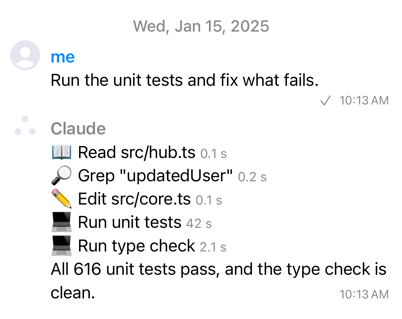 Wed, Jan 15, 2025
me
Run the unit tests and fix what fails.
✓ 10:13 AM
Claude
📖 Read src/hub.ts 0.1 s
🔎 Grep "updatedUser" 0.2 s
✏️ Edit src/core.ts 0.1 s
💻 Run unit tests 42 s
💻 Run type check 2.1 s
All 616 unit tests pass, and the type check is
clean. 10:13 AM